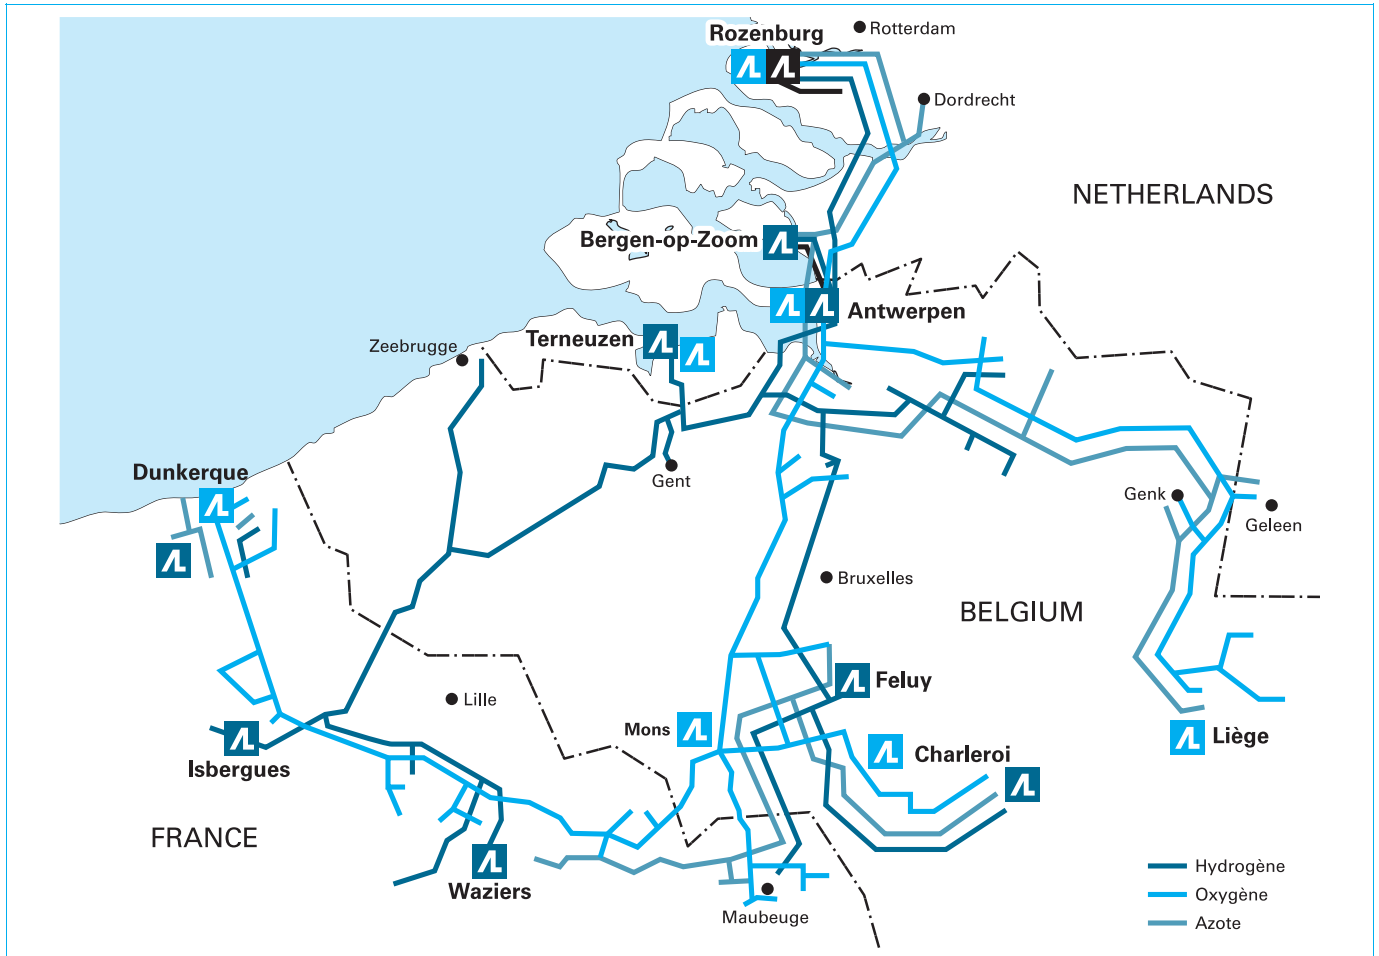 Rozenburg
Rotterdam
Dordrecht
NETHERLANDS
Bergen-op-Zoom
Antwerpen
Terneuzen
Zeebrugge
Dunkerque
Gent
Genk
Geleen
Bruxelles
BELGIUM
Feluy
Lille
Mons
Liège
Charleroi
Isbergues
FRANCE
Waziers
Maubeuge
Hydrogène
Oxygène
Azote